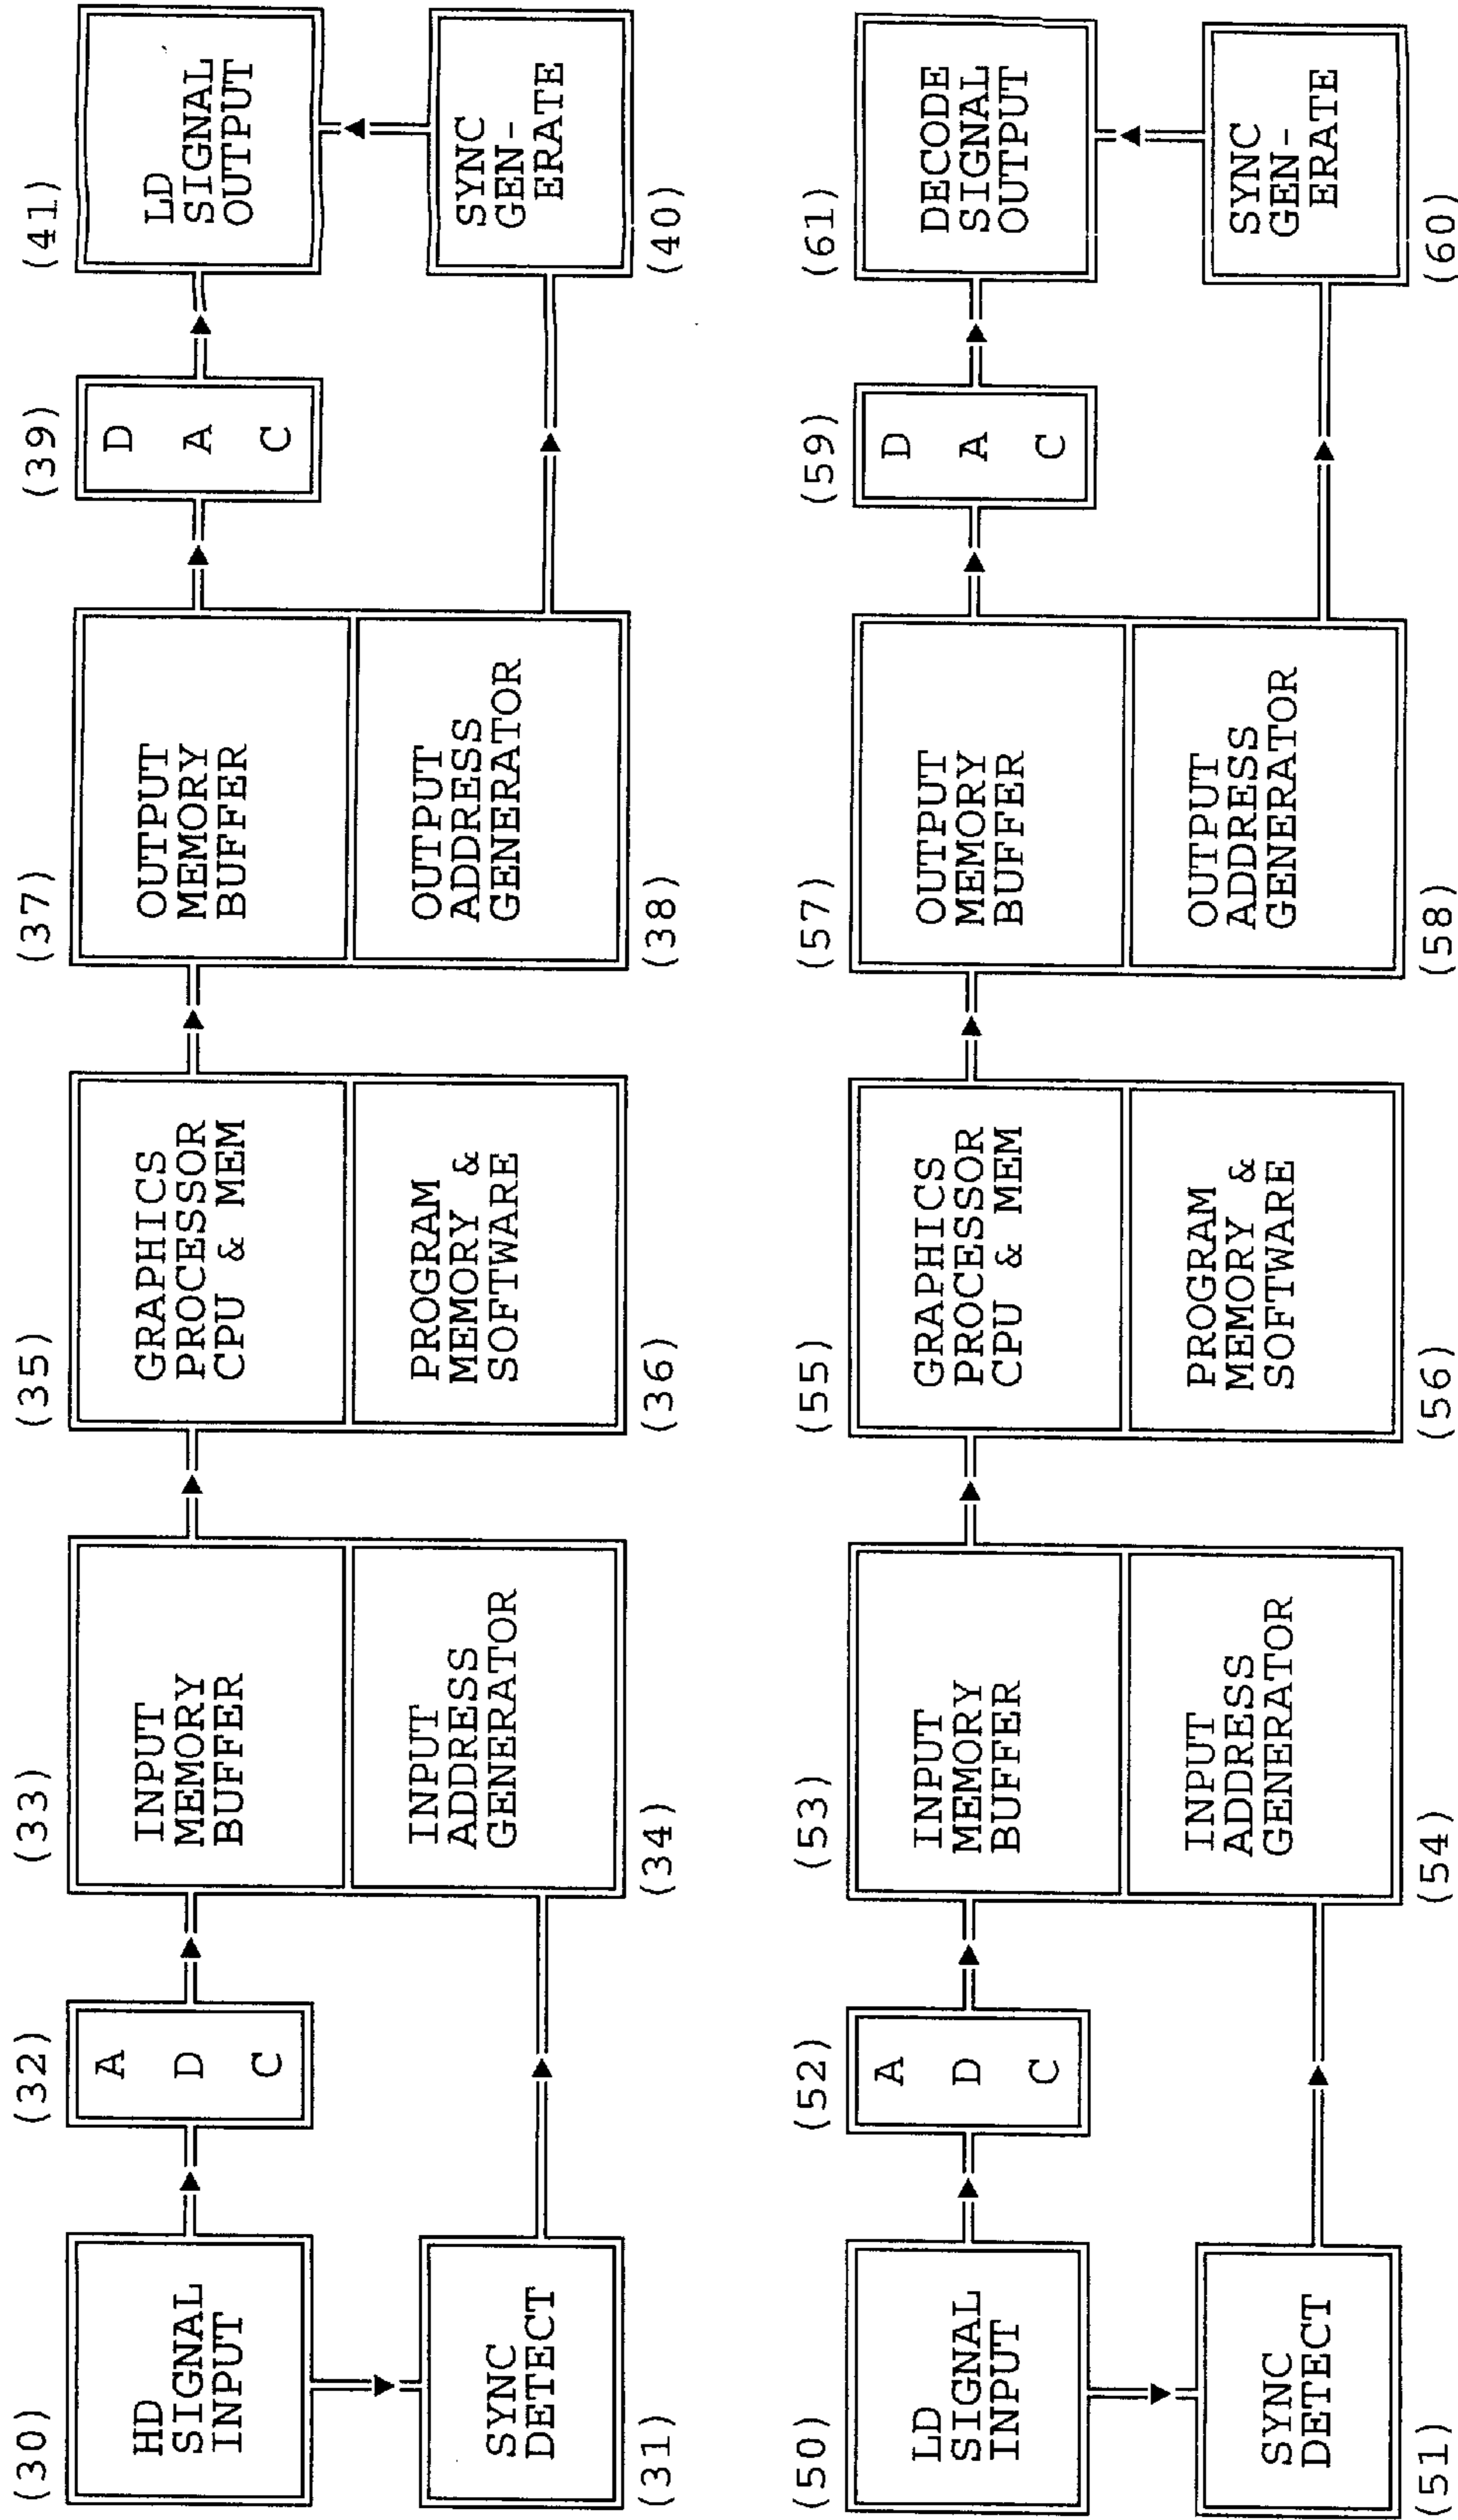 (30)
HD
SIGNAL
INPUT
SYNC
DETECT
(31)
(32)
A
D
C
(33)
INPUT
MEMORY
BUFFER
INPUT
ADDRESS
GENERATOR
(34)
(35)
GRAPHICS
PROCESSOR
CPU & MEM
PROGRAM
MEMORY &
SOFTWARE
(36)
(37)
OUTPUT
MEMORY
BUFFER
OUTPUT
ADDRESS
GENERATOR
(38)
(39)
D
A
C
(41)
LD
SIGNAL
OUTPUT
SYNC
GEN-
ERATE
(40)
(50)
LD
SIGNAL
INPUT
SYNC
DETECT
(51)
(52)
A
D
C
(53)
INPUT
MEMORY
BUFFER
INPUT
ADDRESS
GENERATOR
(54)
(55)
GRAPHICS
PROCESSOR
CPU & MEM
PROGRAM
MEMORY &
SOFTWARE
(56)
(57)
OUTPUT
MEMORY
BUFFER
OUTPUT
ADDRESS
GENERATOR
(58)
(59)
D
A
C
(61)
DECODE
SIGNAL
OUTPUT
SYNC
GEN-
ERATE
(60)